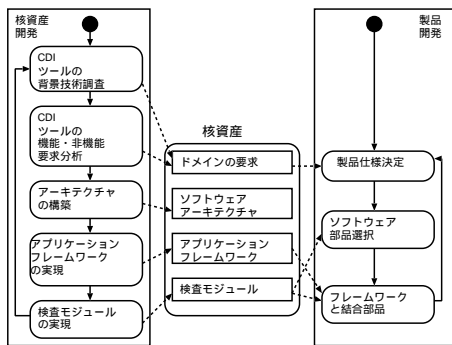 核資産
開発
CDI
ツールの
背景技術調査
CDI
ツールの
機能・非機能
要求分析
アーキテクチャ
の構築
アプリケーション
フレームワーク
の実現
検査モジュール
の実現
核資産
ドメインの要求
ソフトウェア
アーキテクチャ
アプリケーション
フレームワーク
検査モジュール
製品
開発
製品仕様決定
ソフトウェア
部品選択
フレームワーク
と結合部品